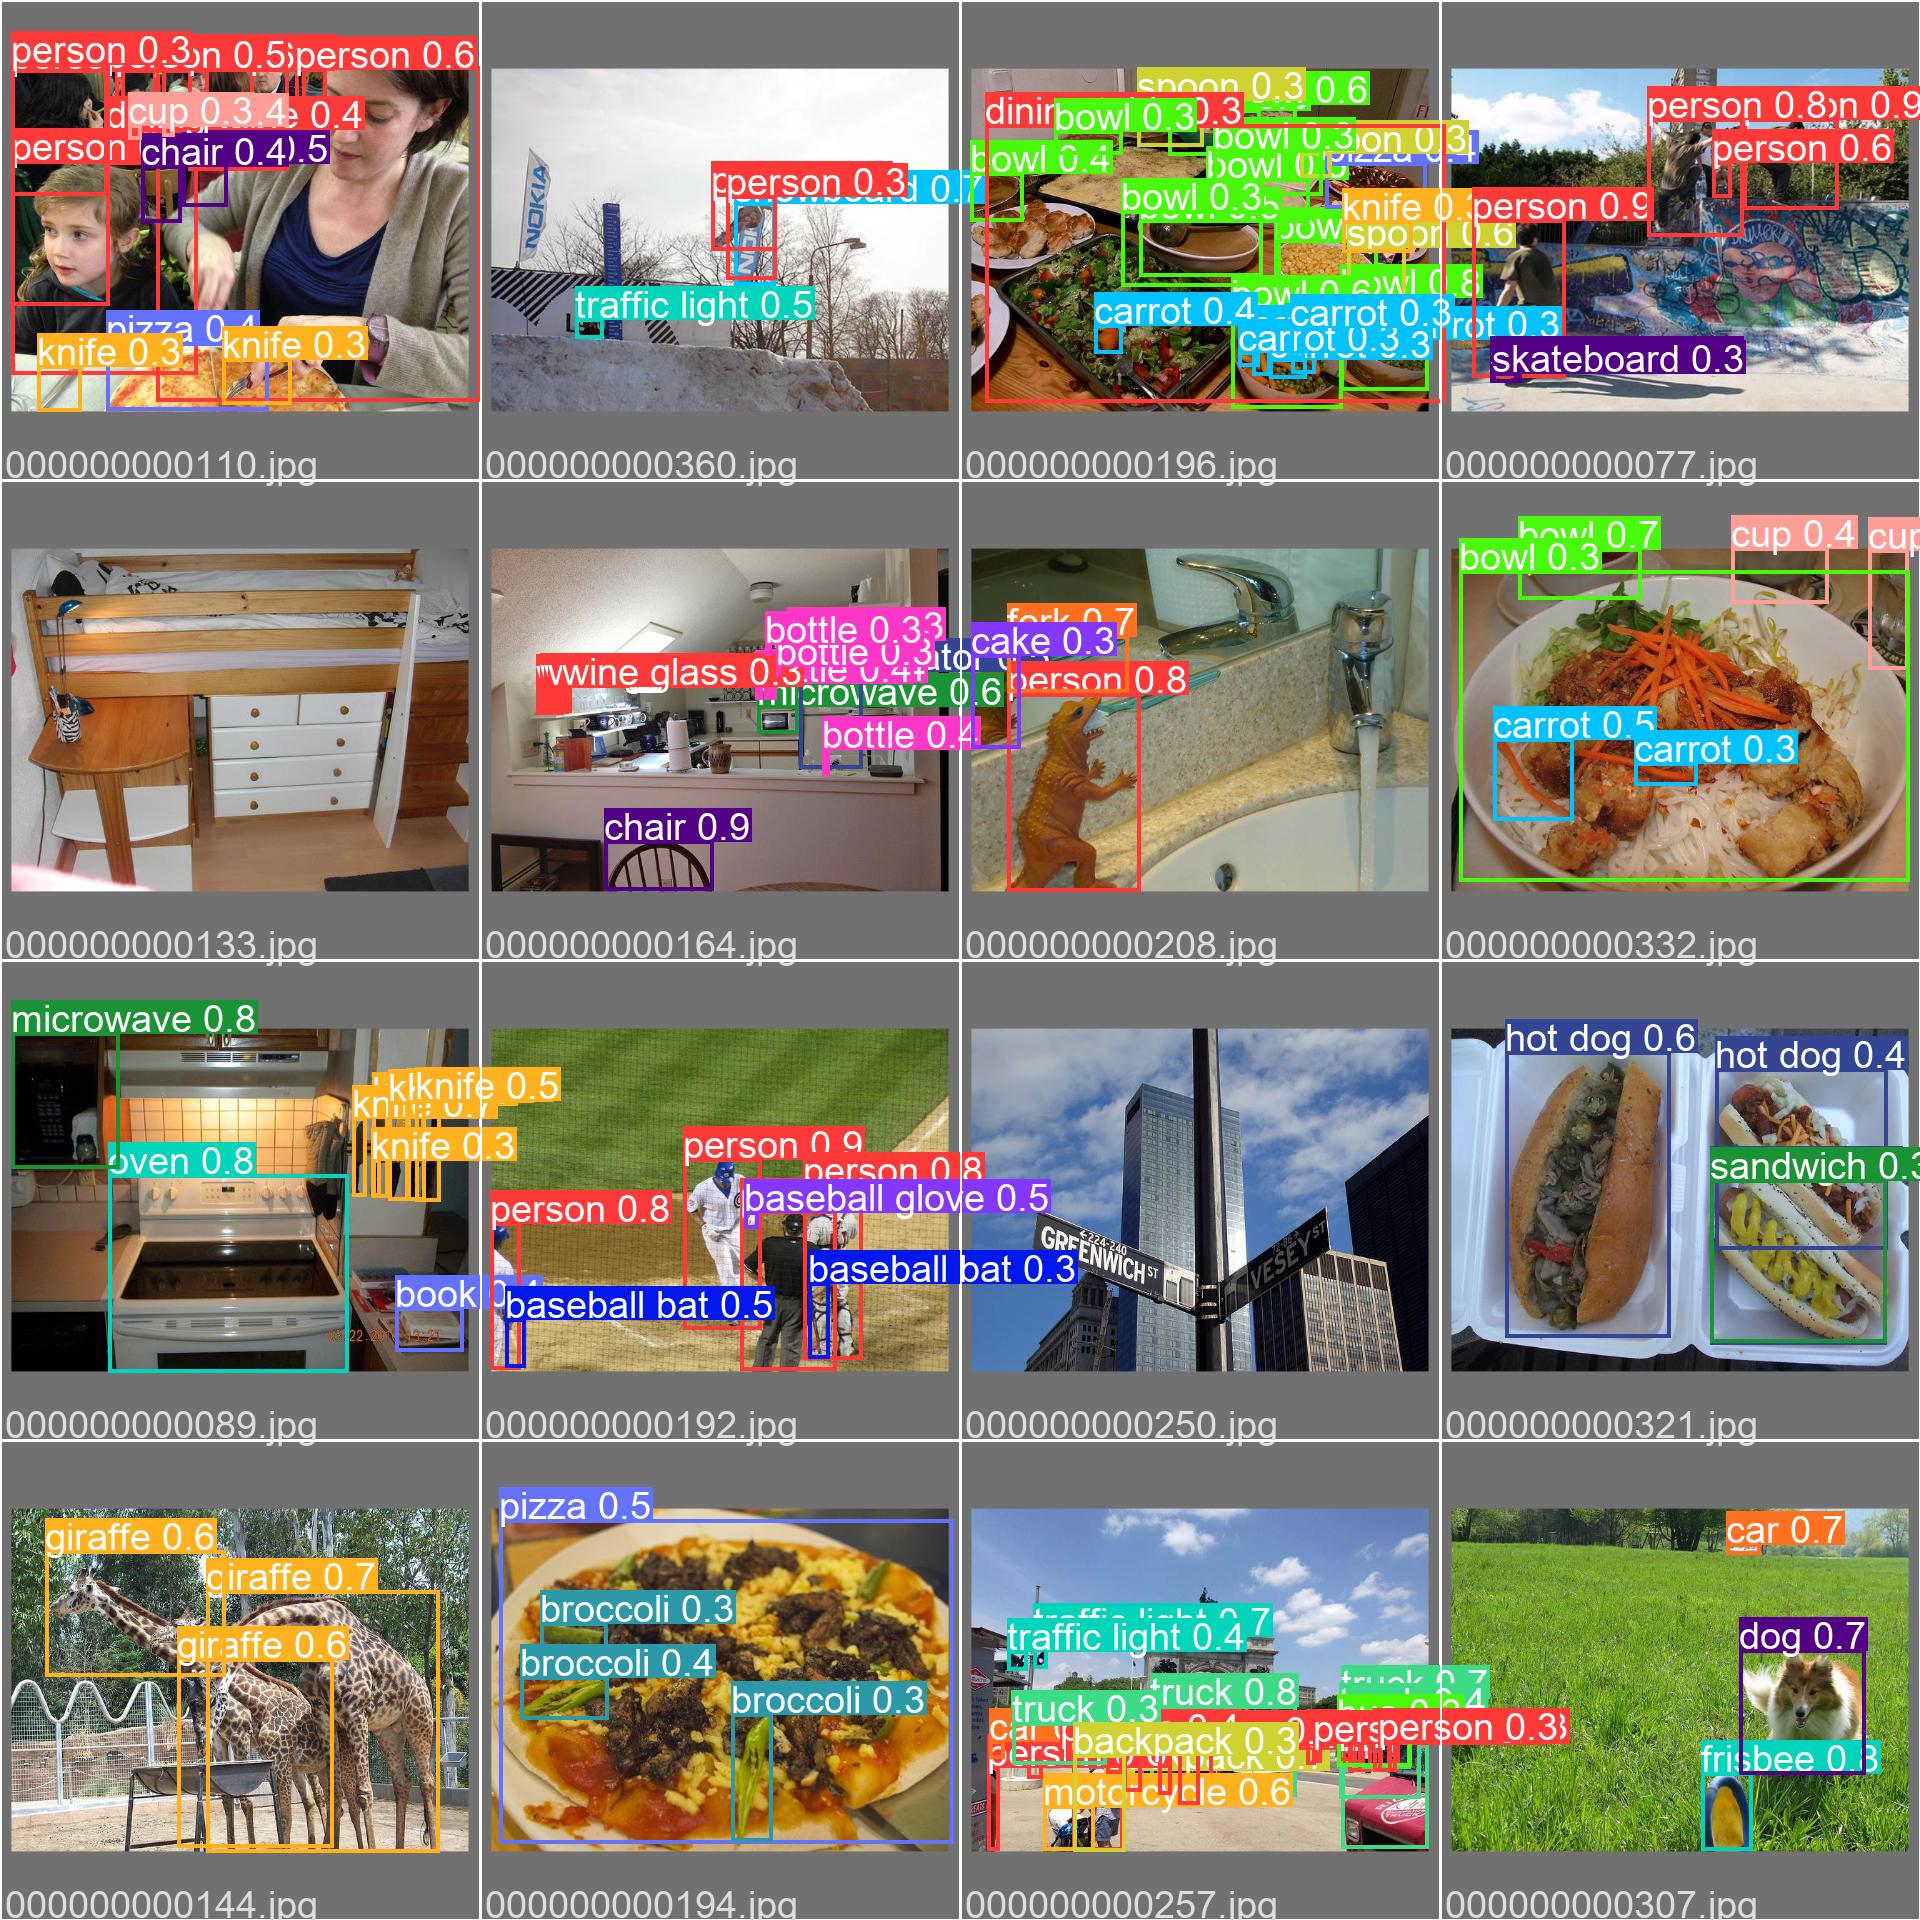 person 0.3
person 0.6
cup 0.3
person
chair 0.4
pizza 0.4
knife 0.3
knife 0.3
000000000110.jpg
NOKIA
person 0.3
NOKIA
traffic light 0.5
000000000360.jpg
spoon 0.3
bowl 0.3
bowl 0.3
bowl 0.4
bowl 0.3
spoon 0.6
carrot 0.4
carrot 0.3
carrot 0.3
000000000196.jpg
person 0.8
person 0.6
person 0.9
skateboard 0.3
000000000077.jpg
000000000133.jpg
bottle 0.3
bottle 0.3
wine glass 0.3
microwave 0.6
bottle 0.4
chair 0.9
000000000164.jpg
fork 0.7
cake 0.3
person 0.8
000000000208.jpg
bowl 0.7
bowl 0.3
cup 0.4
cup
carrot 0.5
carrot 0.3
000000000332.jpg
microwave 0.8
knife 0.5
knife 0.3
oven 0.8
book 0.4
000000000089.jpg
person 0.9
person 0.8
baseball glove 0.5
person 0.8
baseball bat 0.3
baseball bat 0.5
000000000192.jpg
224-240
GREENWICH ST
VESEY ST
000000000250.jpg
hot dog 0.6
hot dog 0.4
sandwich 0.3
000000000321.jpg
giraffe 0.6
giraffe 0.7
giraffe 0.6
000000000144.jpg
pizza 0.5
broccoli 0.3
broccoli 0.4
broccoli 0.3
000000000194.jpg
traffic light 0.7
traffic light 0.4
truck 0.7
truck 0.8
truck 0.3
person 0.3
backpack 0.3
motorcycle 0.6
000000000257.jpg
car 0.7
dog 0.7
frisbee 0.8
000000000307.jpg